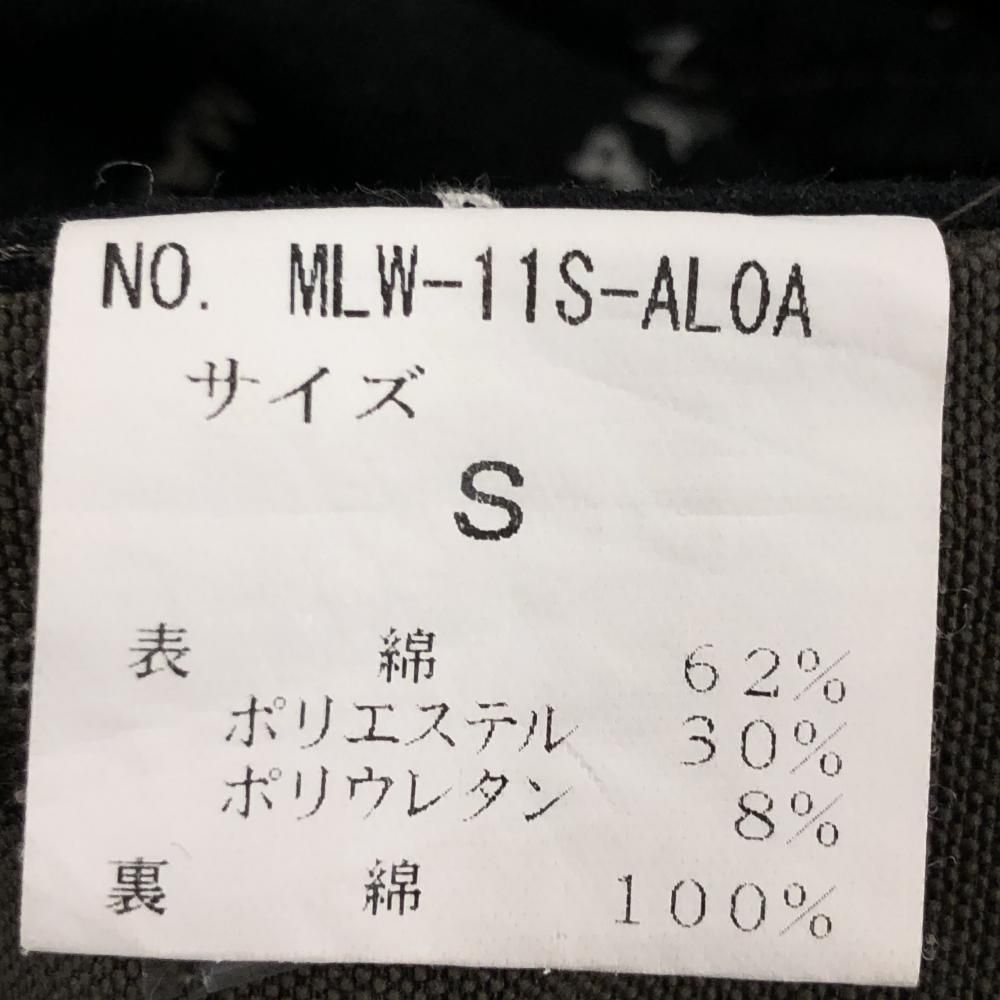 NO. MLW-11S-ALOA
サイズ
S
表 綿 62%
ポリエステル 30%
ポリウレタン 8%
裏 綿 100%